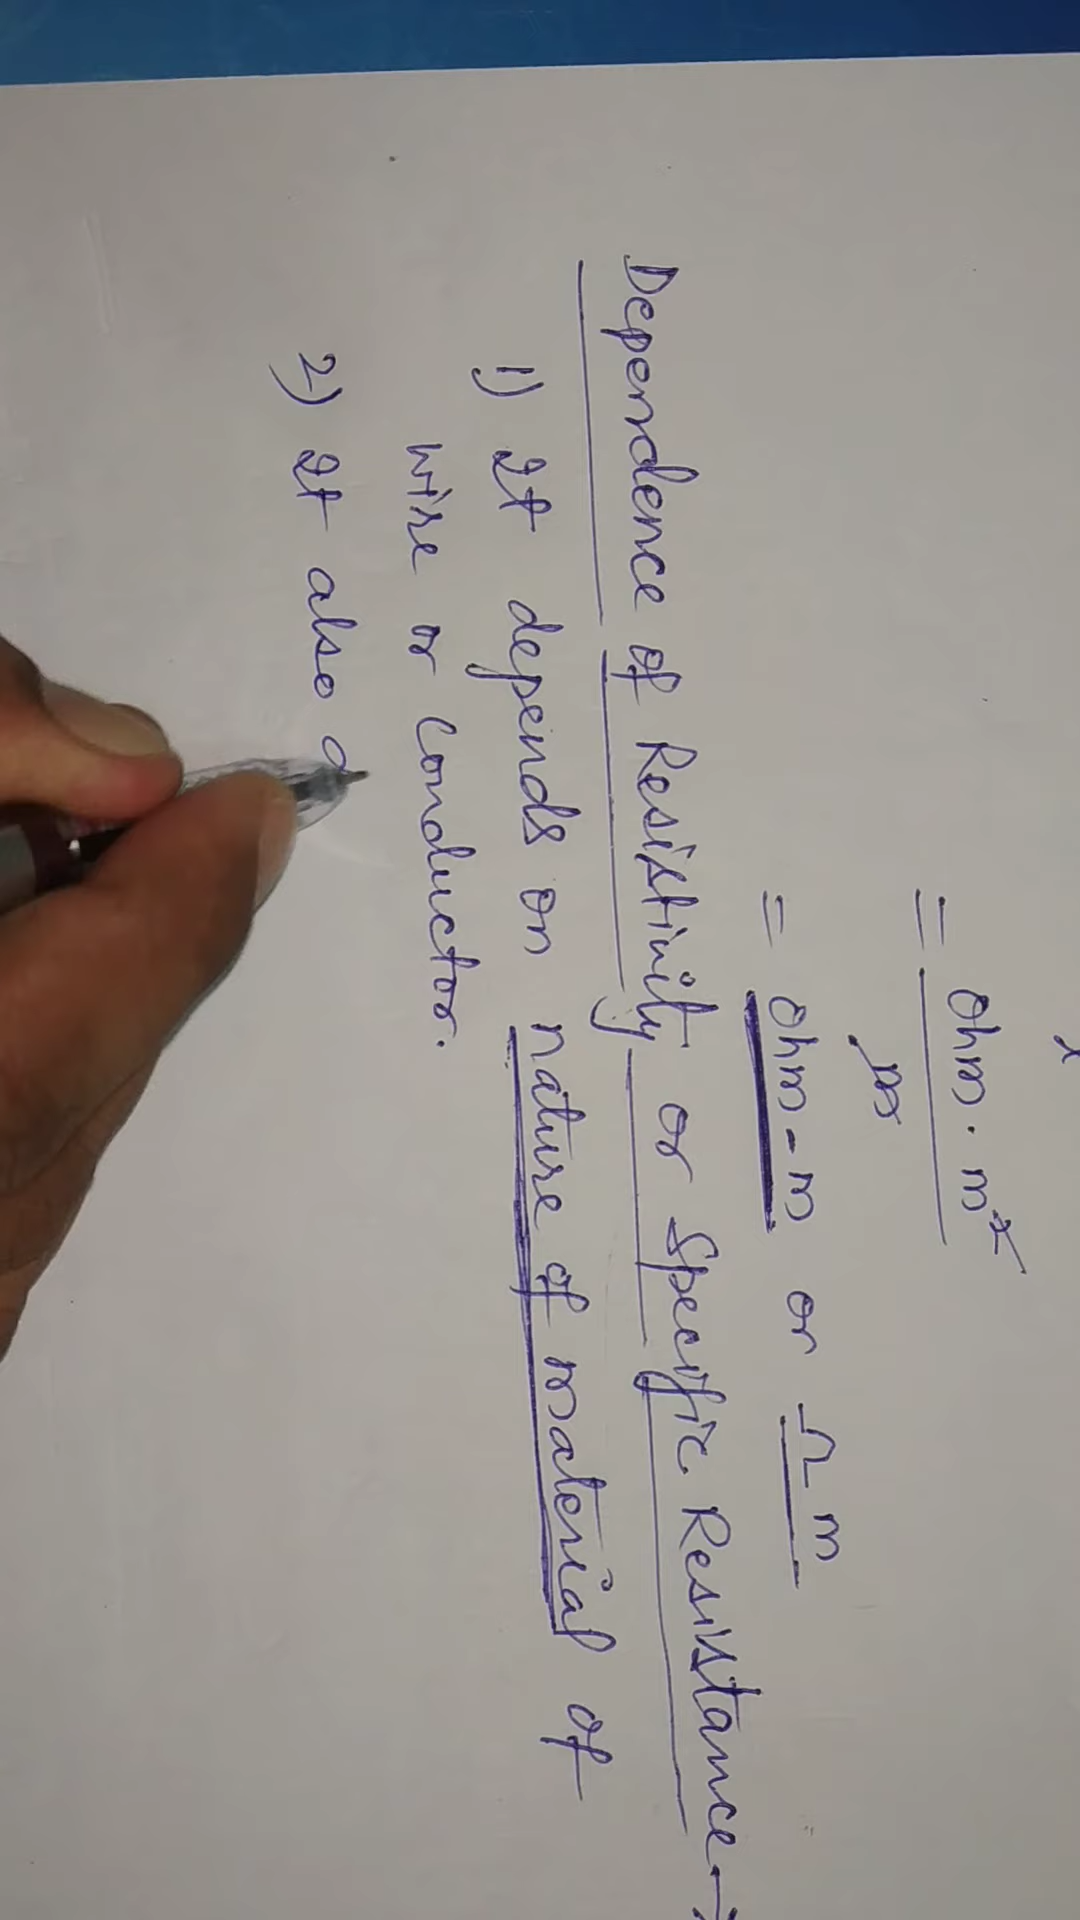 = ohm · m²
m
= ohm-m or Ω m
Dependence of Resistivity or Specific Resistance →
1) It depends on nature of material of
wire or conductor.
2) It also d